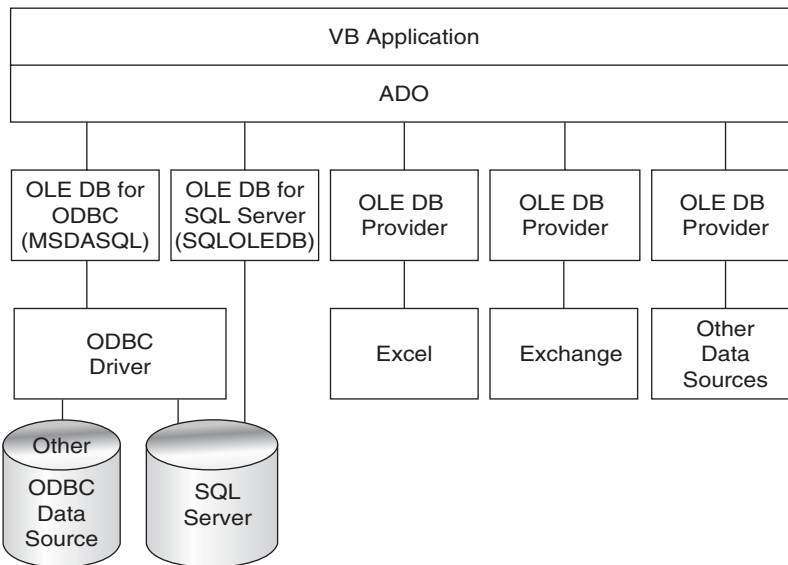 VB Application
ADO
OLE DB for
ODBC
(MSDASQL)
OLE DB for
SQL Server
(SQLOLEDB)
OLE DB
Provider
OLE DB
Provider
OLE DB
Provider
ODBC
Driver
Excel
Exchange
Other
Data
Sources
Other
ODBC
Data
Source
SQL
Server